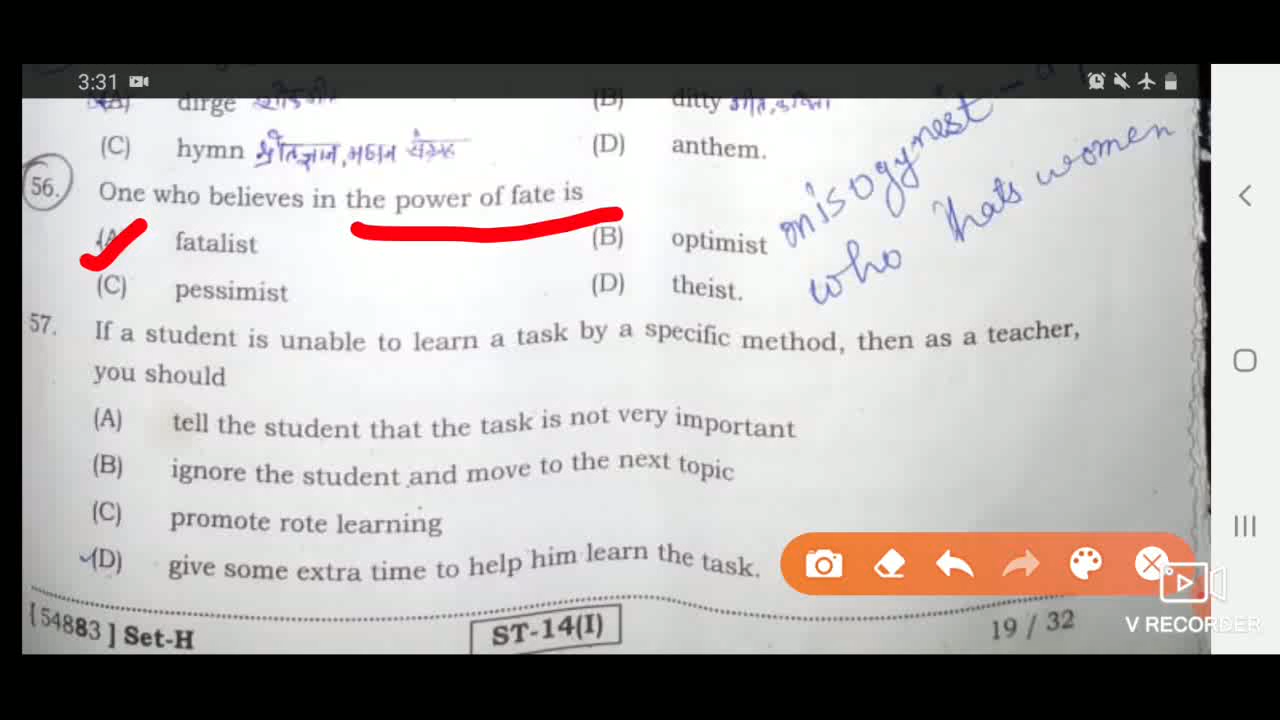 3:31
(A) dirge (B) ditty गीत, कविता
(C) hymn (D) anthem.
56. One who believes in the power of fate is
(A) fatalist (B) optimist
(C) pessimist (D) theist.
misogynest
who thats women
57. If a student is unable to learn a task by a specific method, then as a teacher,
you should
(A) tell the student that the task is not very important
(B) ignore the student and move to the next topic
(C) promote rote learning
(D) give some extra time to help him learn the task.
[ 54883 ] Set-H ST-14(I) 19 / 32
V RECORDER